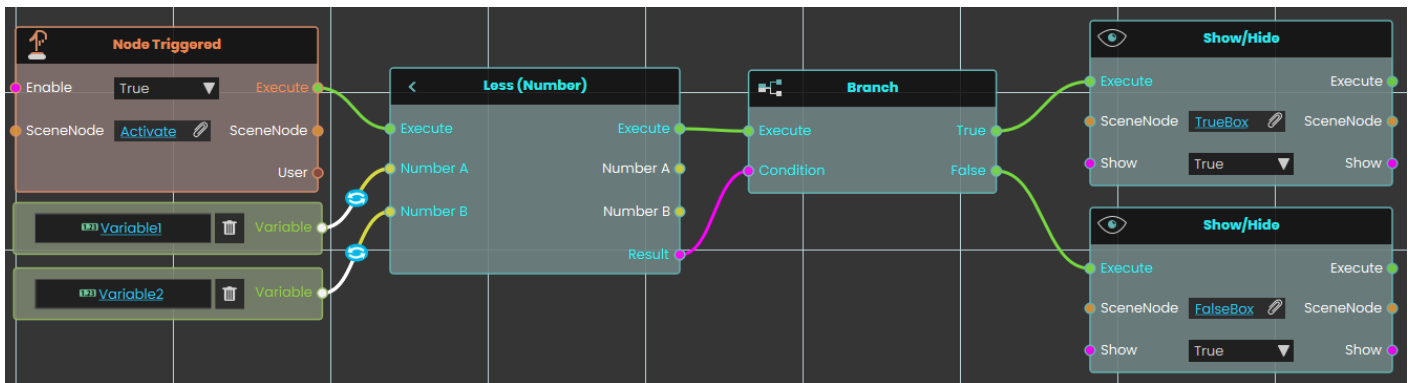 Node Triggered
Enable True Execute
SceneNode Activate SceneNode
User
Variable1 Variable
Variable2 Variable
< Less (Number)
Execute Execute
Number A Number A
Number B Number B
Result
Branch
Execute True
Condition False
Show/Hide
Execute Execute
SceneNode TrueBox SceneNode
Show True Show
Show/Hide
Execute Execute
SceneNode FalseBox SceneNode
Show True Show